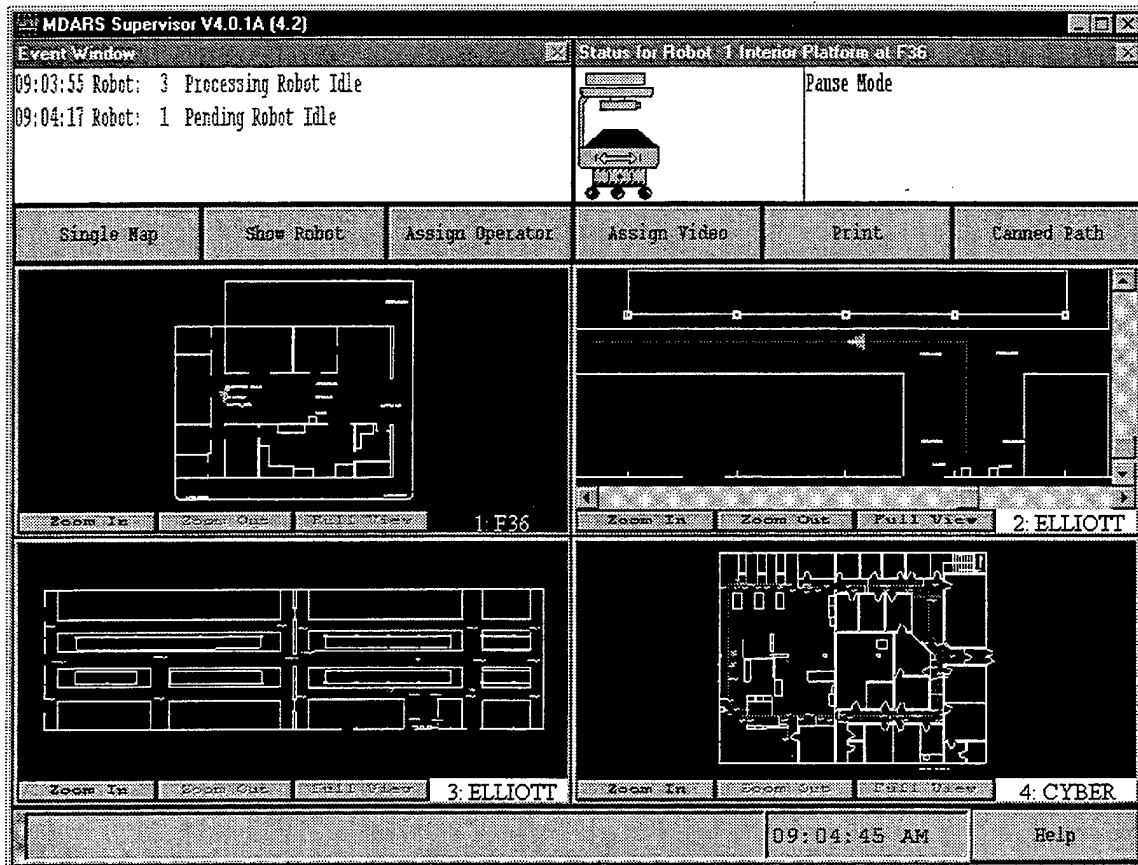 MDARS Supervisor V4.0.1A (4.2)
Event Window
Status for Robot 1 Interior Platform at F36
09:03:55 Robot: 3 Processing Robot Idle
09:04:17 Robot: 1 Pending Robot Idle
Pause Mode
Single Map
Show Robot
Assign Operator
Assign Video
Print
Canned Path
Zoom In
Zoom Out
Full View
1: F36
Zoom In
Zoom Out
Full View
2: ELLIOTT
Zoom In
Zoom Out
Full View
3: ELLIOTT
Zoom In
Zoom Out
Full View
4: CYBER
09:04:45 AM
Help